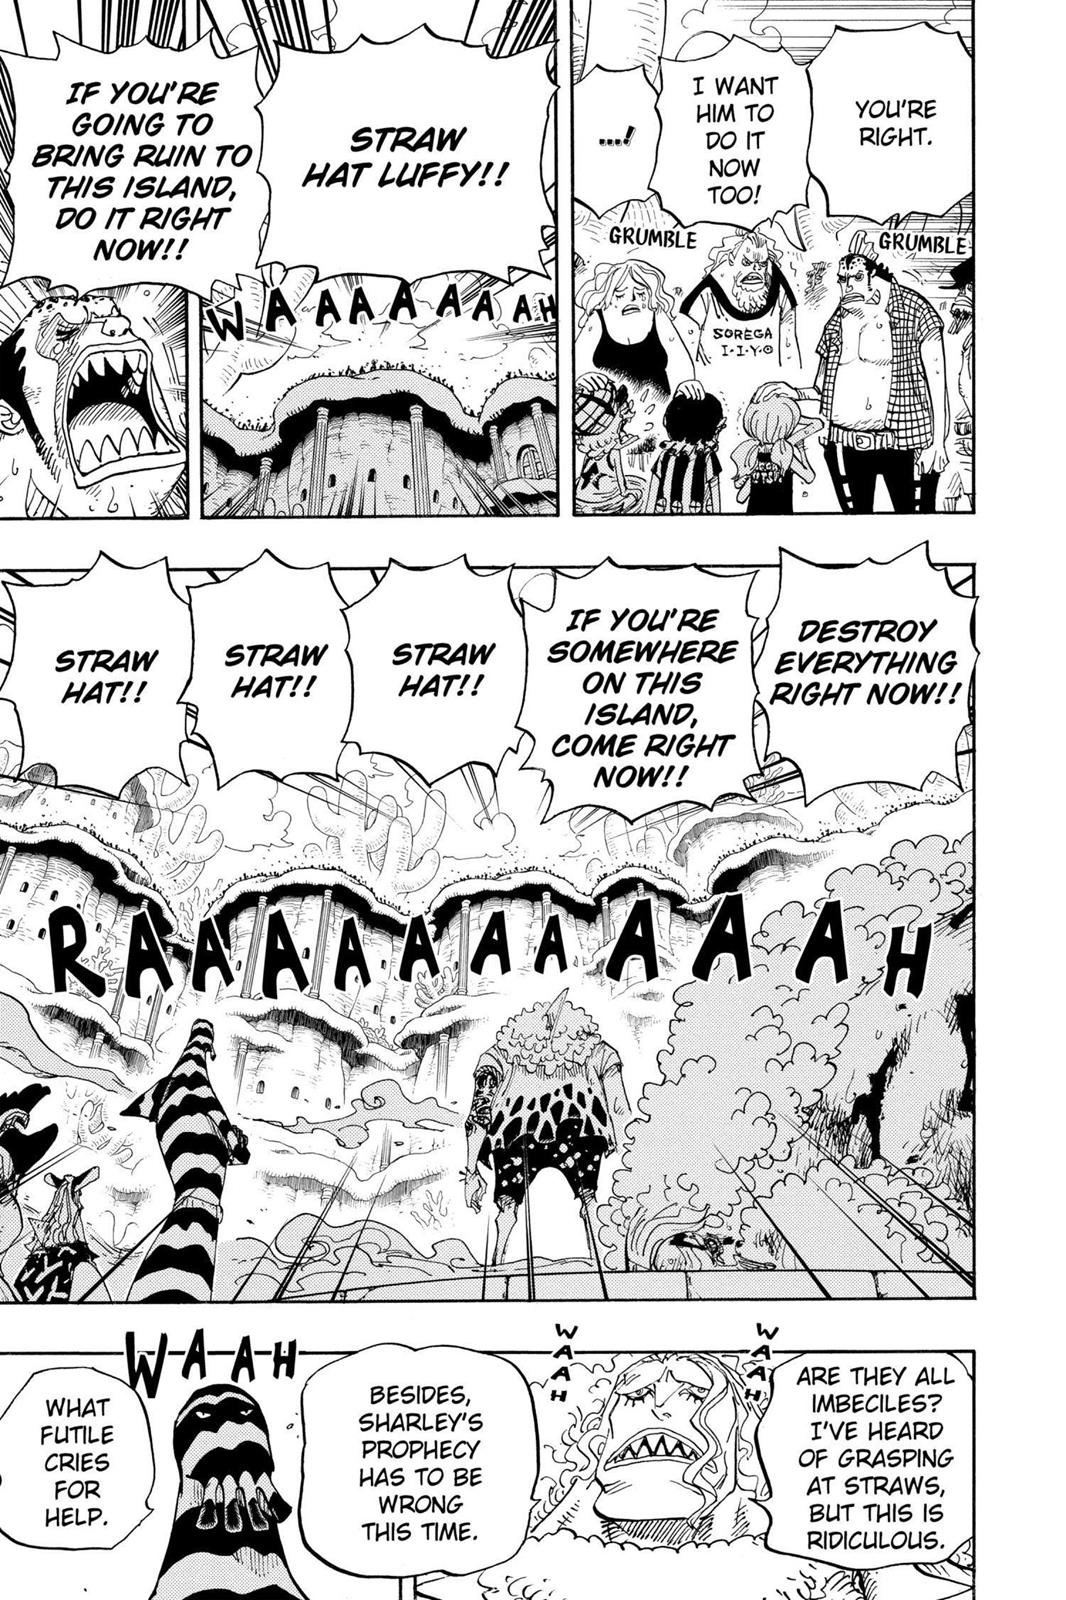 YOU'RE
RIGHT.
I WANT
HIM TO
DO IT
NOW
TOO!
...!
GRUMBLE
GRUMBLE
SOREGA
I・I・Y⊙
STRAW
HAT LUFFY!!
WAAAAAAAAH
IF YOU'RE
GOING TO
BRING RUIN TO
THIS ISLAND,
DO IT RIGHT
NOW!!
DESTROY
EVERYTHING
RIGHT NOW!!
IF YOU'RE
SOMEWHERE
ON THIS
ISLAND,
COME RIGHT
NOW!!
STRAW
HAT!!
STRAW
HAT!!
STRAW
HAT!!
RAAAAAAAAAAAAH
ARE THEY ALL
IMBECILES?
I'VE HEARD
OF GRASPING
AT STRAWS,
BUT THIS IS
RIDICULOUS.
WAAH
WAAH
BESIDES,
SHARLEY'S
PROPHECY
HAS TO BE
WRONG
THIS TIME.
WAAH
WHAT
FUTILE
CRIES
FOR
HELP.